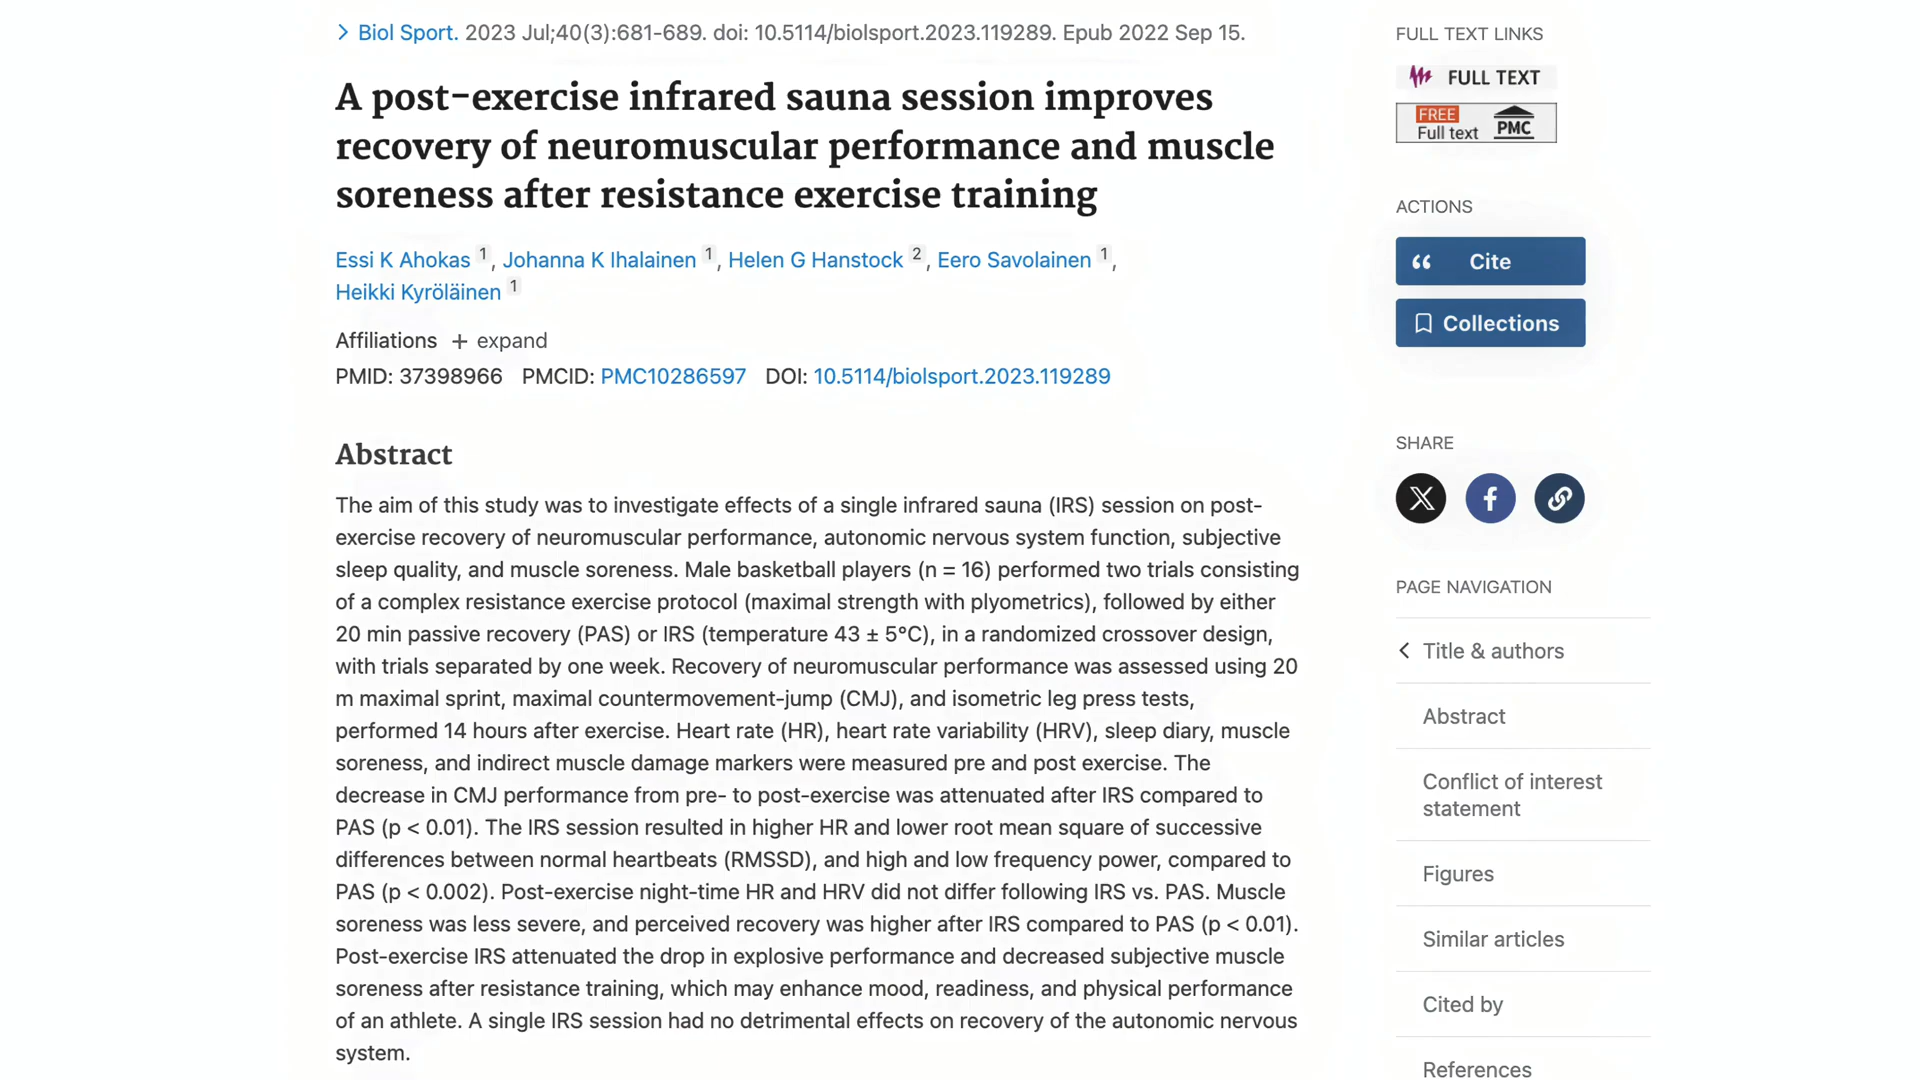 > Biol Sport. 2023 Jul;40(3):681-689. doi: 10.5114/biolsport.2023.119289. Epub 2022 Sep 15.
A post-exercise infrared sauna session improves
recovery of neuromuscular performance and muscle
soreness after resistance exercise training
Essi K Ahokas 1, Johanna K Ihalainen 1, Helen G Hanstock 2, Eero Savolainen 1,
Heikki Kyröläinen 1
Affiliations + expand
PMID: 37398966 PMCID: PMC10286597 DOI: 10.5114/biolsport.2023.119289
Abstract
The aim of this study was to investigate effects of a single infrared sauna (IRS) session on post-
exercise recovery of neuromuscular performance, autonomic nervous system function, subjective
sleep quality, and muscle soreness. Male basketball players (n = 16) performed two trials consisting
of a complex resistance exercise protocol (maximal strength with plyometrics), followed by either
20 min passive recovery (PAS) or IRS (temperature 43 ± 5°C), in a randomized crossover design,
with trials separated by one week. Recovery of neuromuscular performance was assessed using 20
m maximal sprint, maximal countermovement-jump (CMJ), and isometric leg press tests,
performed 14 hours after exercise. Heart rate (HR), heart rate variability (HRV), sleep diary, muscle
soreness, and indirect muscle damage markers were measured pre and post exercise. The
decrease in CMJ performance from pre- to post-exercise was attenuated after IRS compared to
PAS (p < 0.01). The IRS session resulted in higher HR and lower root mean square of successive
differences between normal heartbeats (RMSSD), and high and low frequency power, compared to
PAS (p < 0.002). Post-exercise night-time HR and HRV did not differ following IRS vs. PAS. Muscle
soreness was less severe, and perceived recovery was higher after IRS compared to PAS (p < 0.01).
Post-exercise IRS attenuated the drop in explosive performance and decreased subjective muscle
soreness after resistance training, which may enhance mood, readiness, and physical performance
of an athlete. A single IRS session had no detrimental effects on recovery of the autonomic nervous
system.
FULL TEXT LINKS
FULL TEXT
FREE
Full text PMC
ACTIONS
Cite
Collections
SHARE
PAGE NAVIGATION
Title & authors
Abstract
Conflict of interest
statement
Figures
Similar articles
Cited by
References